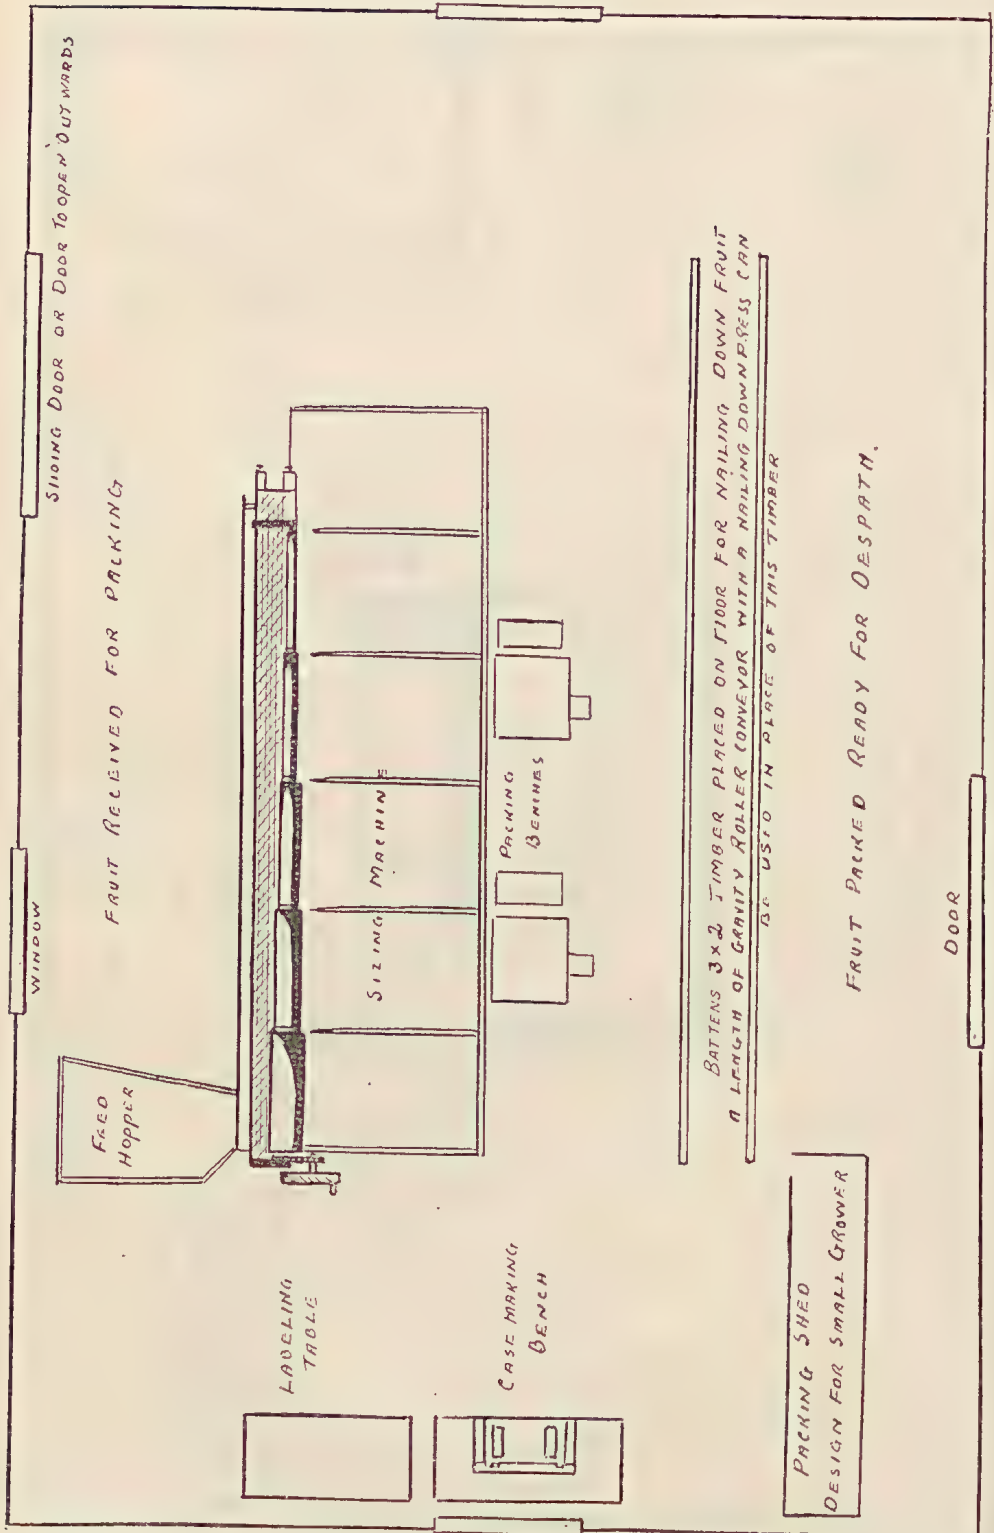 SLIDING DOOR OR DOOR TO OPEN OUTWARDS
WINDOW
FRUIT RECEIVED FOR PACKING
FEED
HOPPER
SIZING MACHINE
LABELING
TABLE
PACKING
BENCHES
CASE MAKING
BENCH
BATTENS 3×2 TIMBER PLACED ON FLOOR FOR NAILING DOWN FRUIT
A LENGTH OF GRAVITY ROLLER CONVEYOR WITH A NAILING DOWN PRESS CAN
BE USED IN PLACE OF THIS TIMBER
FRUIT PACKED READY FOR DESPATH.
DOOR
PACKING SHED
DESIGN FOR SMALL GROWER